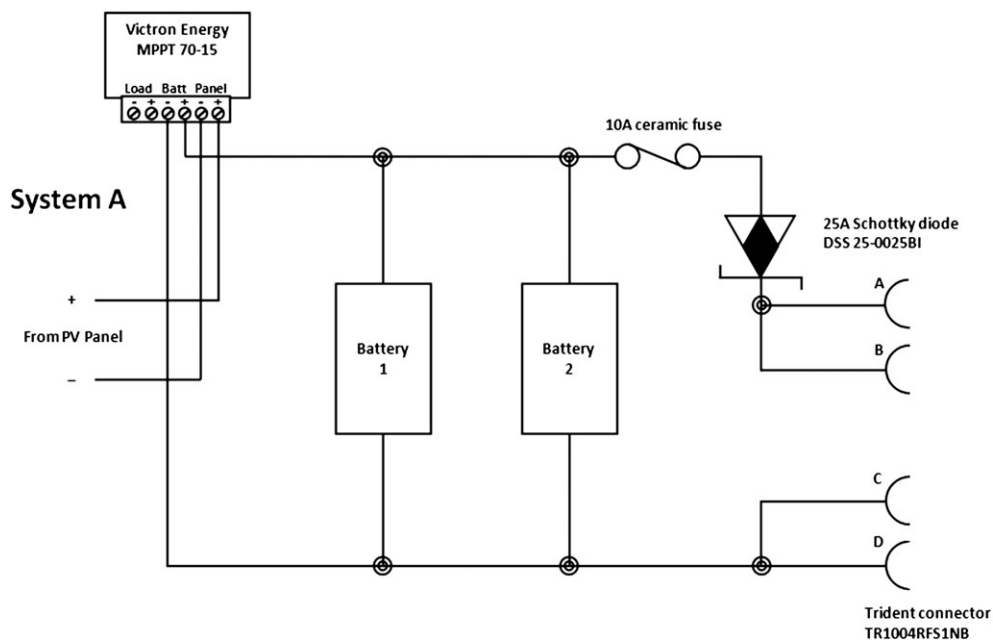 Victron Energy
MPPT 70-15
Load Batt Panel
- + - + - +
10A ceramic fuse
System A
25A Schottky diode
DSS 25-0025BI
A
+
From PV Panel
B
Battery
1
Battery
2
–
C
D
Trident connector
TR1004RFS1NB